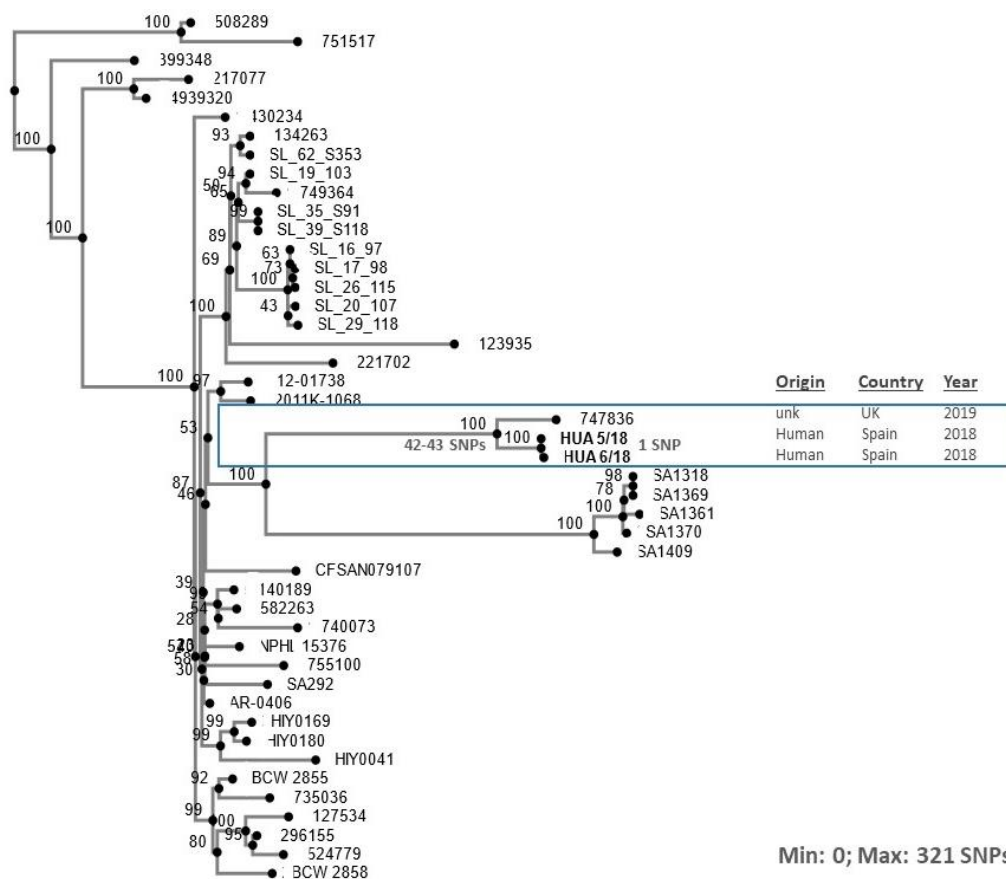 100 508289
751517
399348
100 217077
4939320
430234
93 134263
SL_62_S353
94 SL_19_103
749364
99 SL_35_S91
SL_39_S118
89
63 SL_16_97
69 73 SL_17_98
100 SL_26_115
43 SL_20_107
100 SL_29_118
123935
221702
100
100
100 97 12-01738
2011K-1068
Origin Country Year
53 100 747836 unk UK 2019
42-43 SNPs 100 HUA 5/18 1 SNP Human Spain 2018
HUA 6/18 Human Spain 2018
100 98 SA1318
87 78 SA1369
46 100 SA1361
100 SA1370
SA1409
CFSAN079107
39 140189
54 582263
28 740073
15376
58 755100
30 SA292
AR-0406
99 HIY0169
99 HIY0180
HIY0041
92 BCW 2855
735036
99 127534
95 296155
80 524779
BCW 2858
Min: 0; Max: 321 SNPs